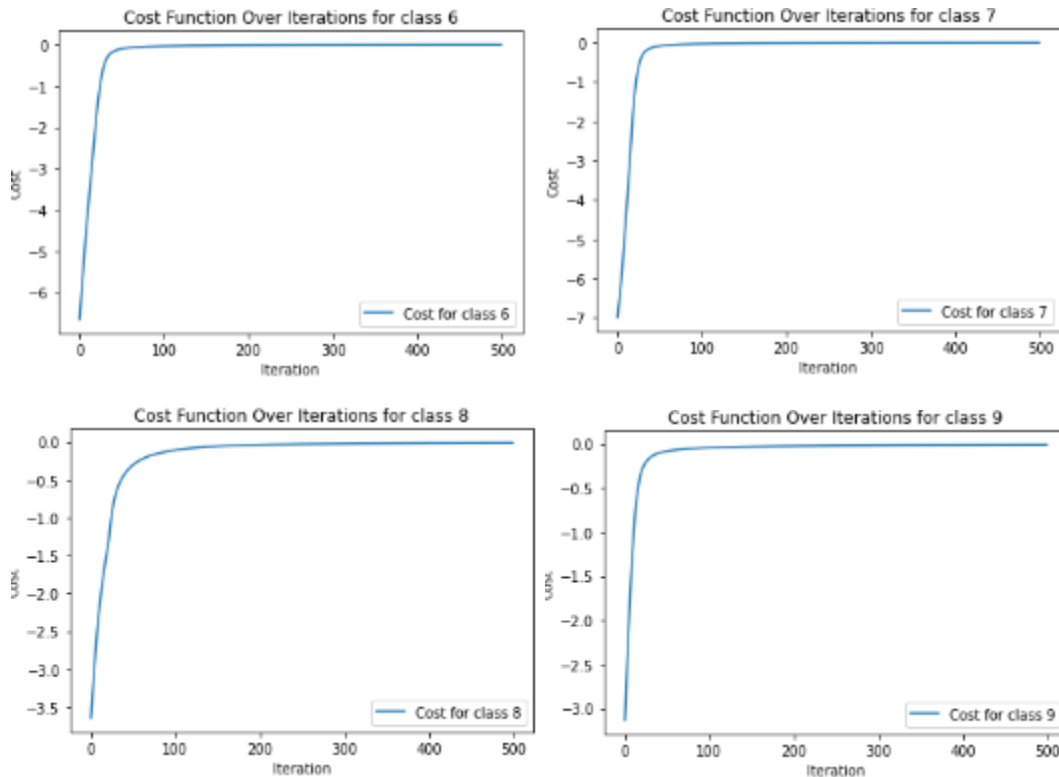 Cost Function Over Iterations for class 6
0
−1
−2
−3
−4
−5
−6
Cost
Cost for class 6
0 100 200 300 400 500
Iteration
Cost Function Over Iterations for class 7
0
−1
−2
−3
−4
−5
−6
−7
Cost
Cost for class 7
0 100 200 300 400 500
Iteration
Cost Function Over Iterations for class 8
0.0
−0.5
−1.0
−1.5
−2.0
−2.5
−3.0
−3.5
Cost
Cost for class 8
0 100 200 300 400 500
Iteration
Cost Function Over Iterations for class 9
0.0
−0.5
−1.0
−1.5
−2.0
−2.5
−3.0
Cost
Cost for class 9
0 100 200 300 400 500
Iteration